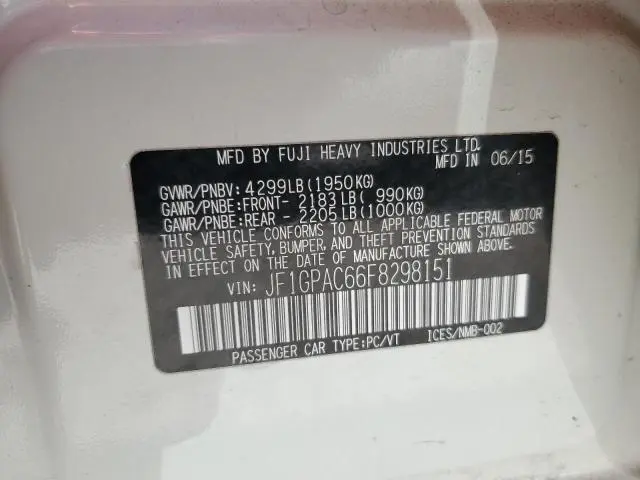 MFD BY FUJI HEAVY INDUSTRIES LTD.
MFD IN 06/15
GVWR/PNBV: 4299LB(1950KG)
GAWR/PNBE:FRONT- 2183LB( 990KG)
GAWR/PNBE:REAR - 2205LB(1000KG)
THIS VEHICLE CONFORMS TO ALL APPLICABLE FEDERAL MOTOR
VEHICLE SAFETY, BUMPER, AND THEFT PREVENTION STANDARDS
IN EFFECT ON THE DATE OF MANUFACTURE SHOWN ABOVE.
VIN: JF1GPAC66F8298151
PASSENGER CAR TYPE:PC/VT ICES/NMB-002